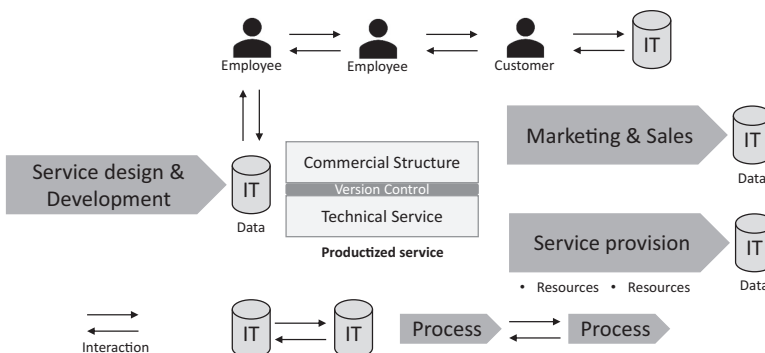 IT
Employee
Employee
Customer
Marketing & Sales
IT
Data
Service design &
Development
IT
Data
Commercial Structure
Version Control
Technical Service
Productized service
Service provision
IT
Data
• Resources • Resources
Interaction
IT
IT
Process
Process